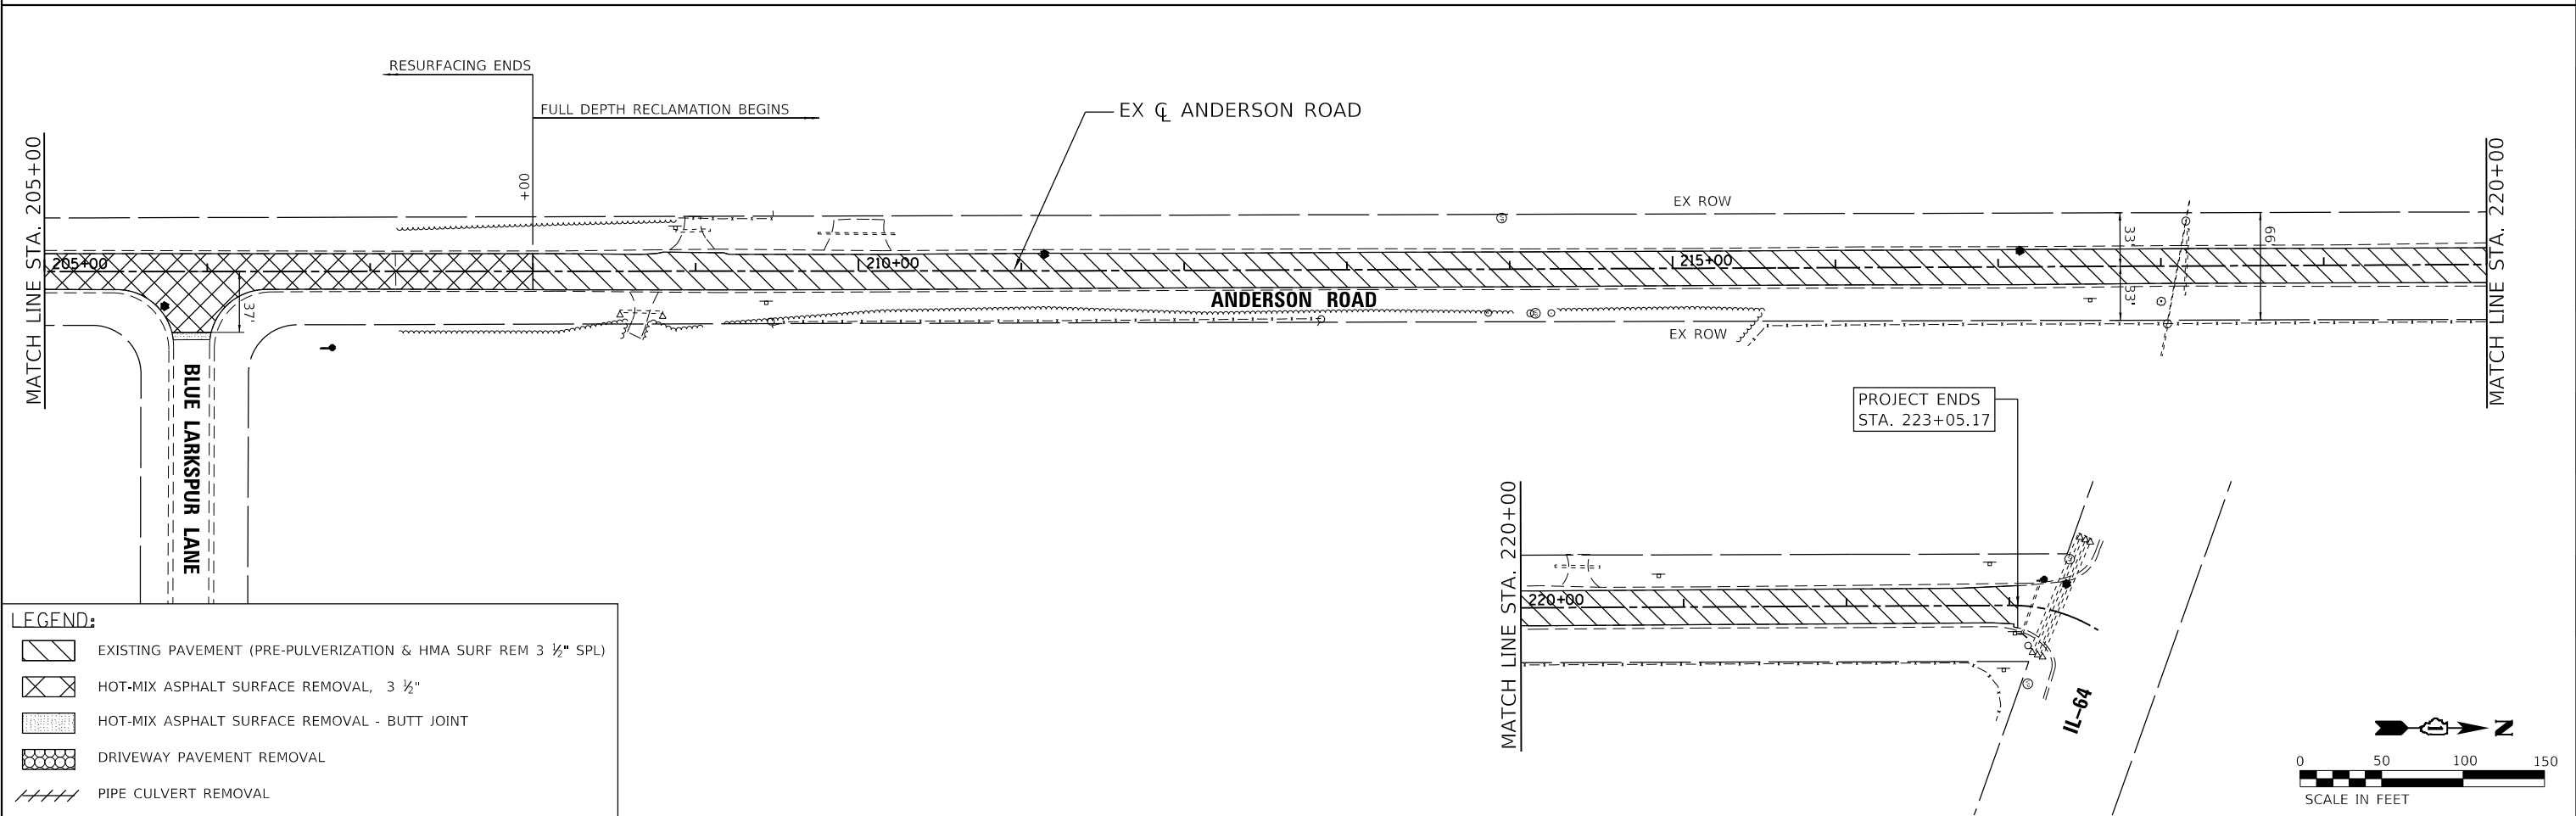 RESURFACING ENDS
FULL DEPTH RECLAMATION BEGINS
EX ℄ ANDERSON ROAD
+00
MATCH LINE STA. 205+00
MATCH LINE STA. 220+00
EX ROW
205+00
210+00
215+00
33'
66'
33'
37'
ANDERSON ROAD
EX ROW
BLUE LARKSPUR LANE
PROJECT ENDS
STA. 223+05.17
MATCH LINE STA. 220+00
220+00
IL-64
LEGEND:
EXISTING PAVEMENT (PRE-PULVERIZATION & HMA SURF REM 3 ½" SPL)
HOT-MIX ASPHALT SURFACE REMOVAL, 3 ½"
HOT-MIX ASPHALT SURFACE REMOVAL - BUTT JOINT
DRIVEWAY PAVEMENT REMOVAL
PIPE CULVERT REMOVAL
N
0 50 100 150
SCALE IN FEET